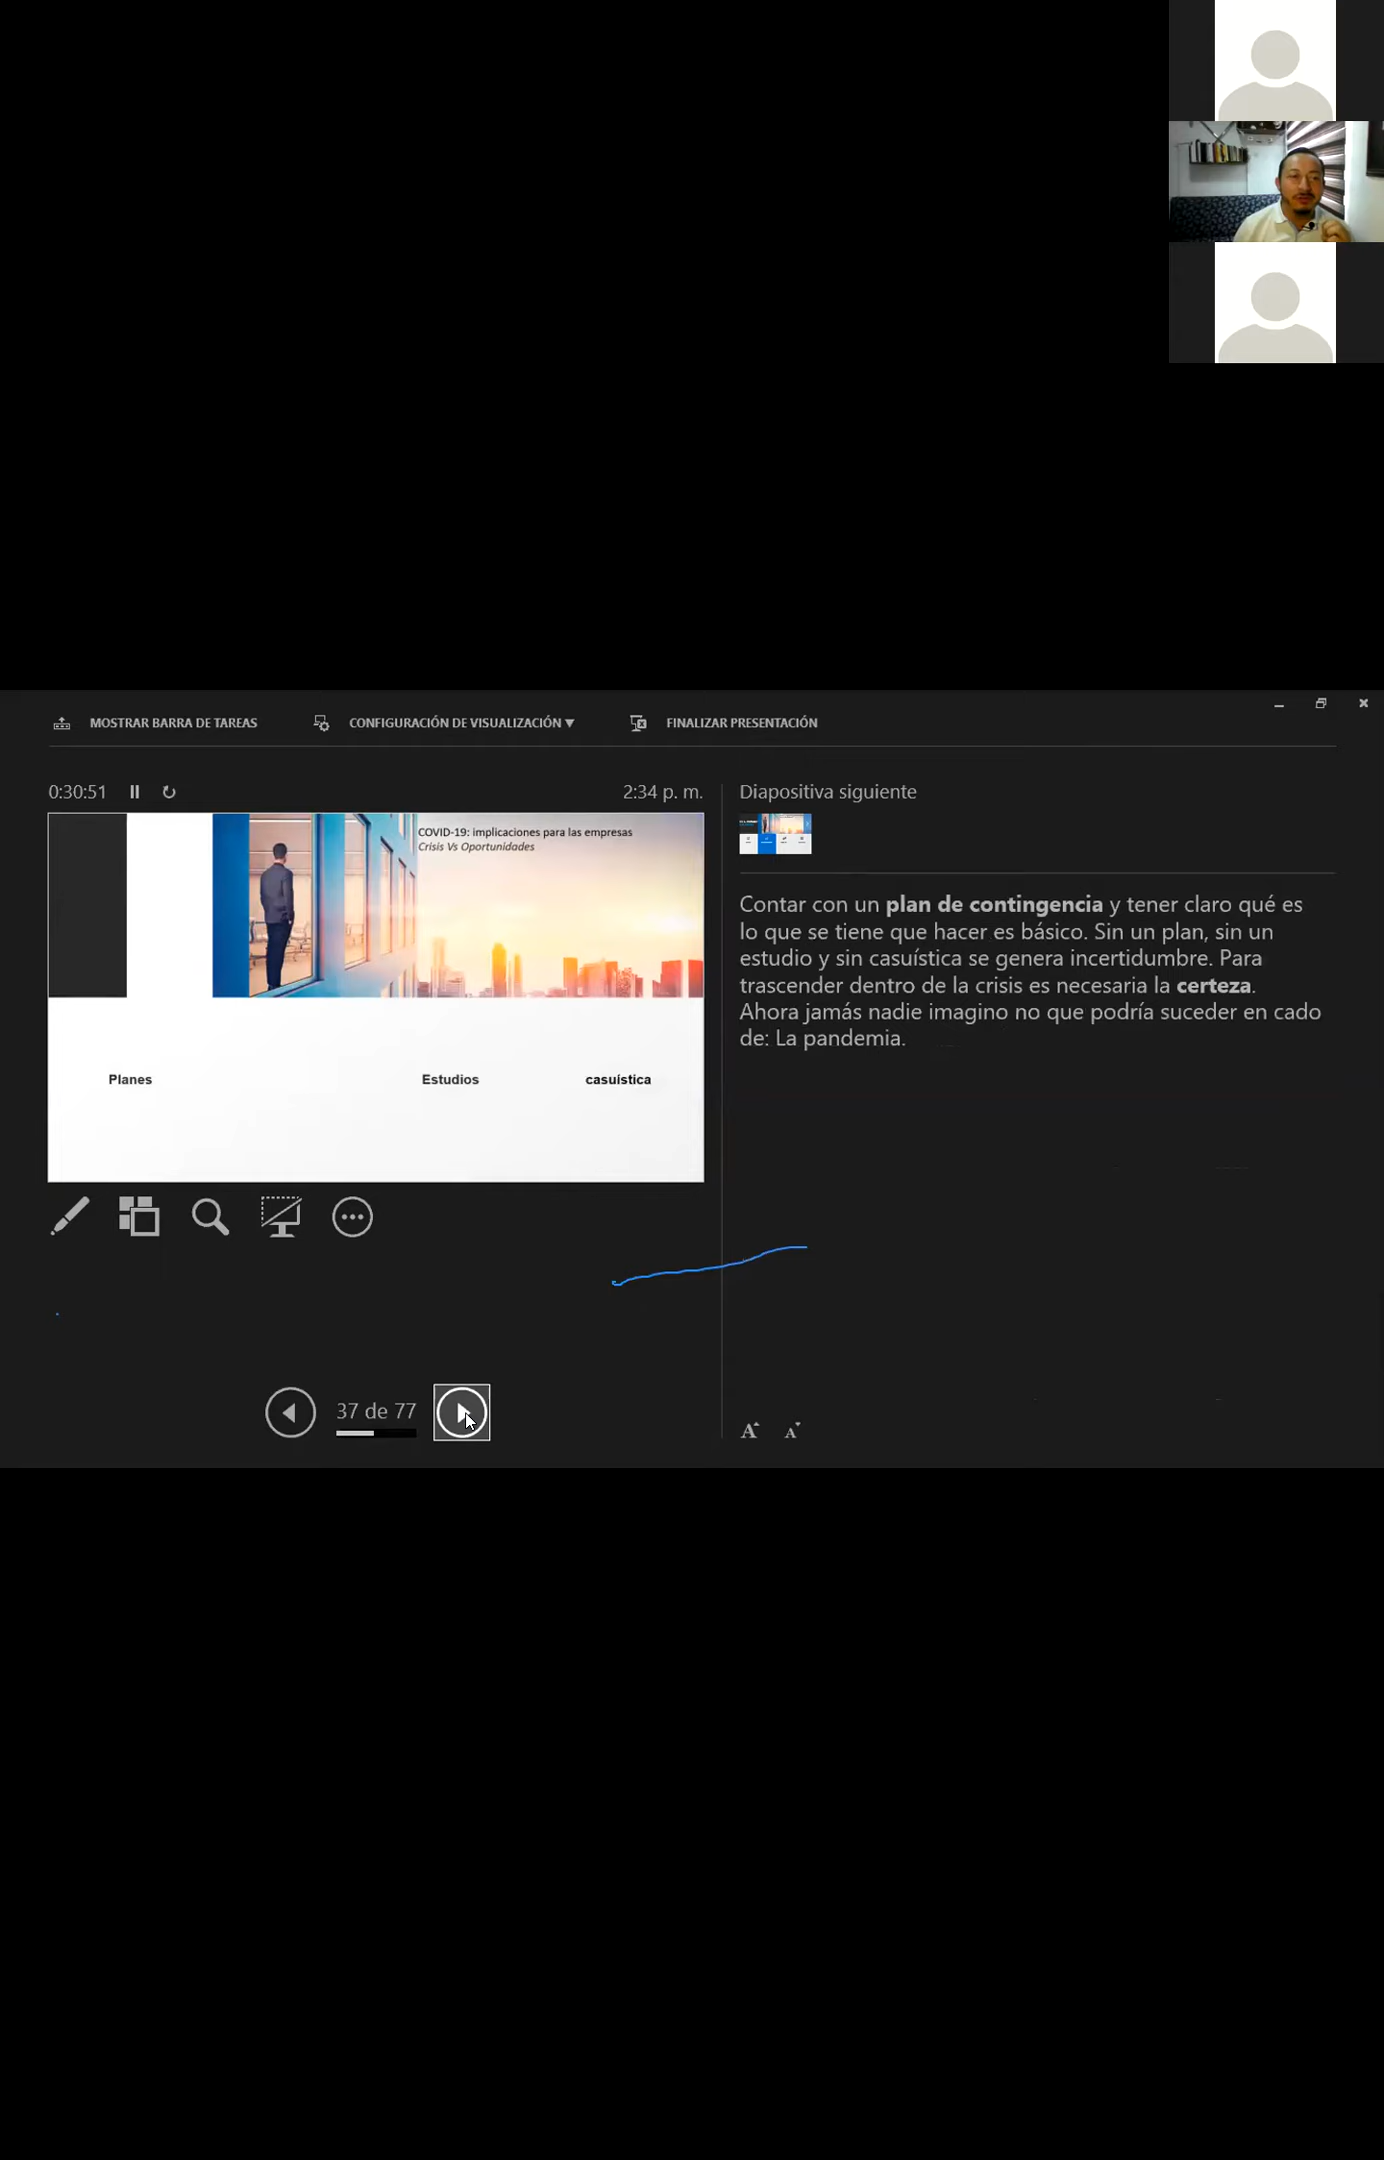 MOSTRAR BARRA DE TAREAS
CONFIGURACIÓN DE VISUALIZACIÓN ▼
FINALIZAR PRESENTACIÓN
0:30:51
2:34 p. m.
COVID-19: implicaciones para las empresas
Crisis Vs Oportunidades
Planes
Estudios
casuística
37 de 77
Diapositiva siguiente
Contar con un plan de contingencia y tener claro qué es
lo que se tiene que hacer es básico. Sin un plan, sin un
estudio y sin casuística se genera incertidumbre. Para
trascender dentro de la crisis es necesaria la certeza.
Ahora jamás nadie imagino no que podría suceder en cado
de: La pandemia.
A A